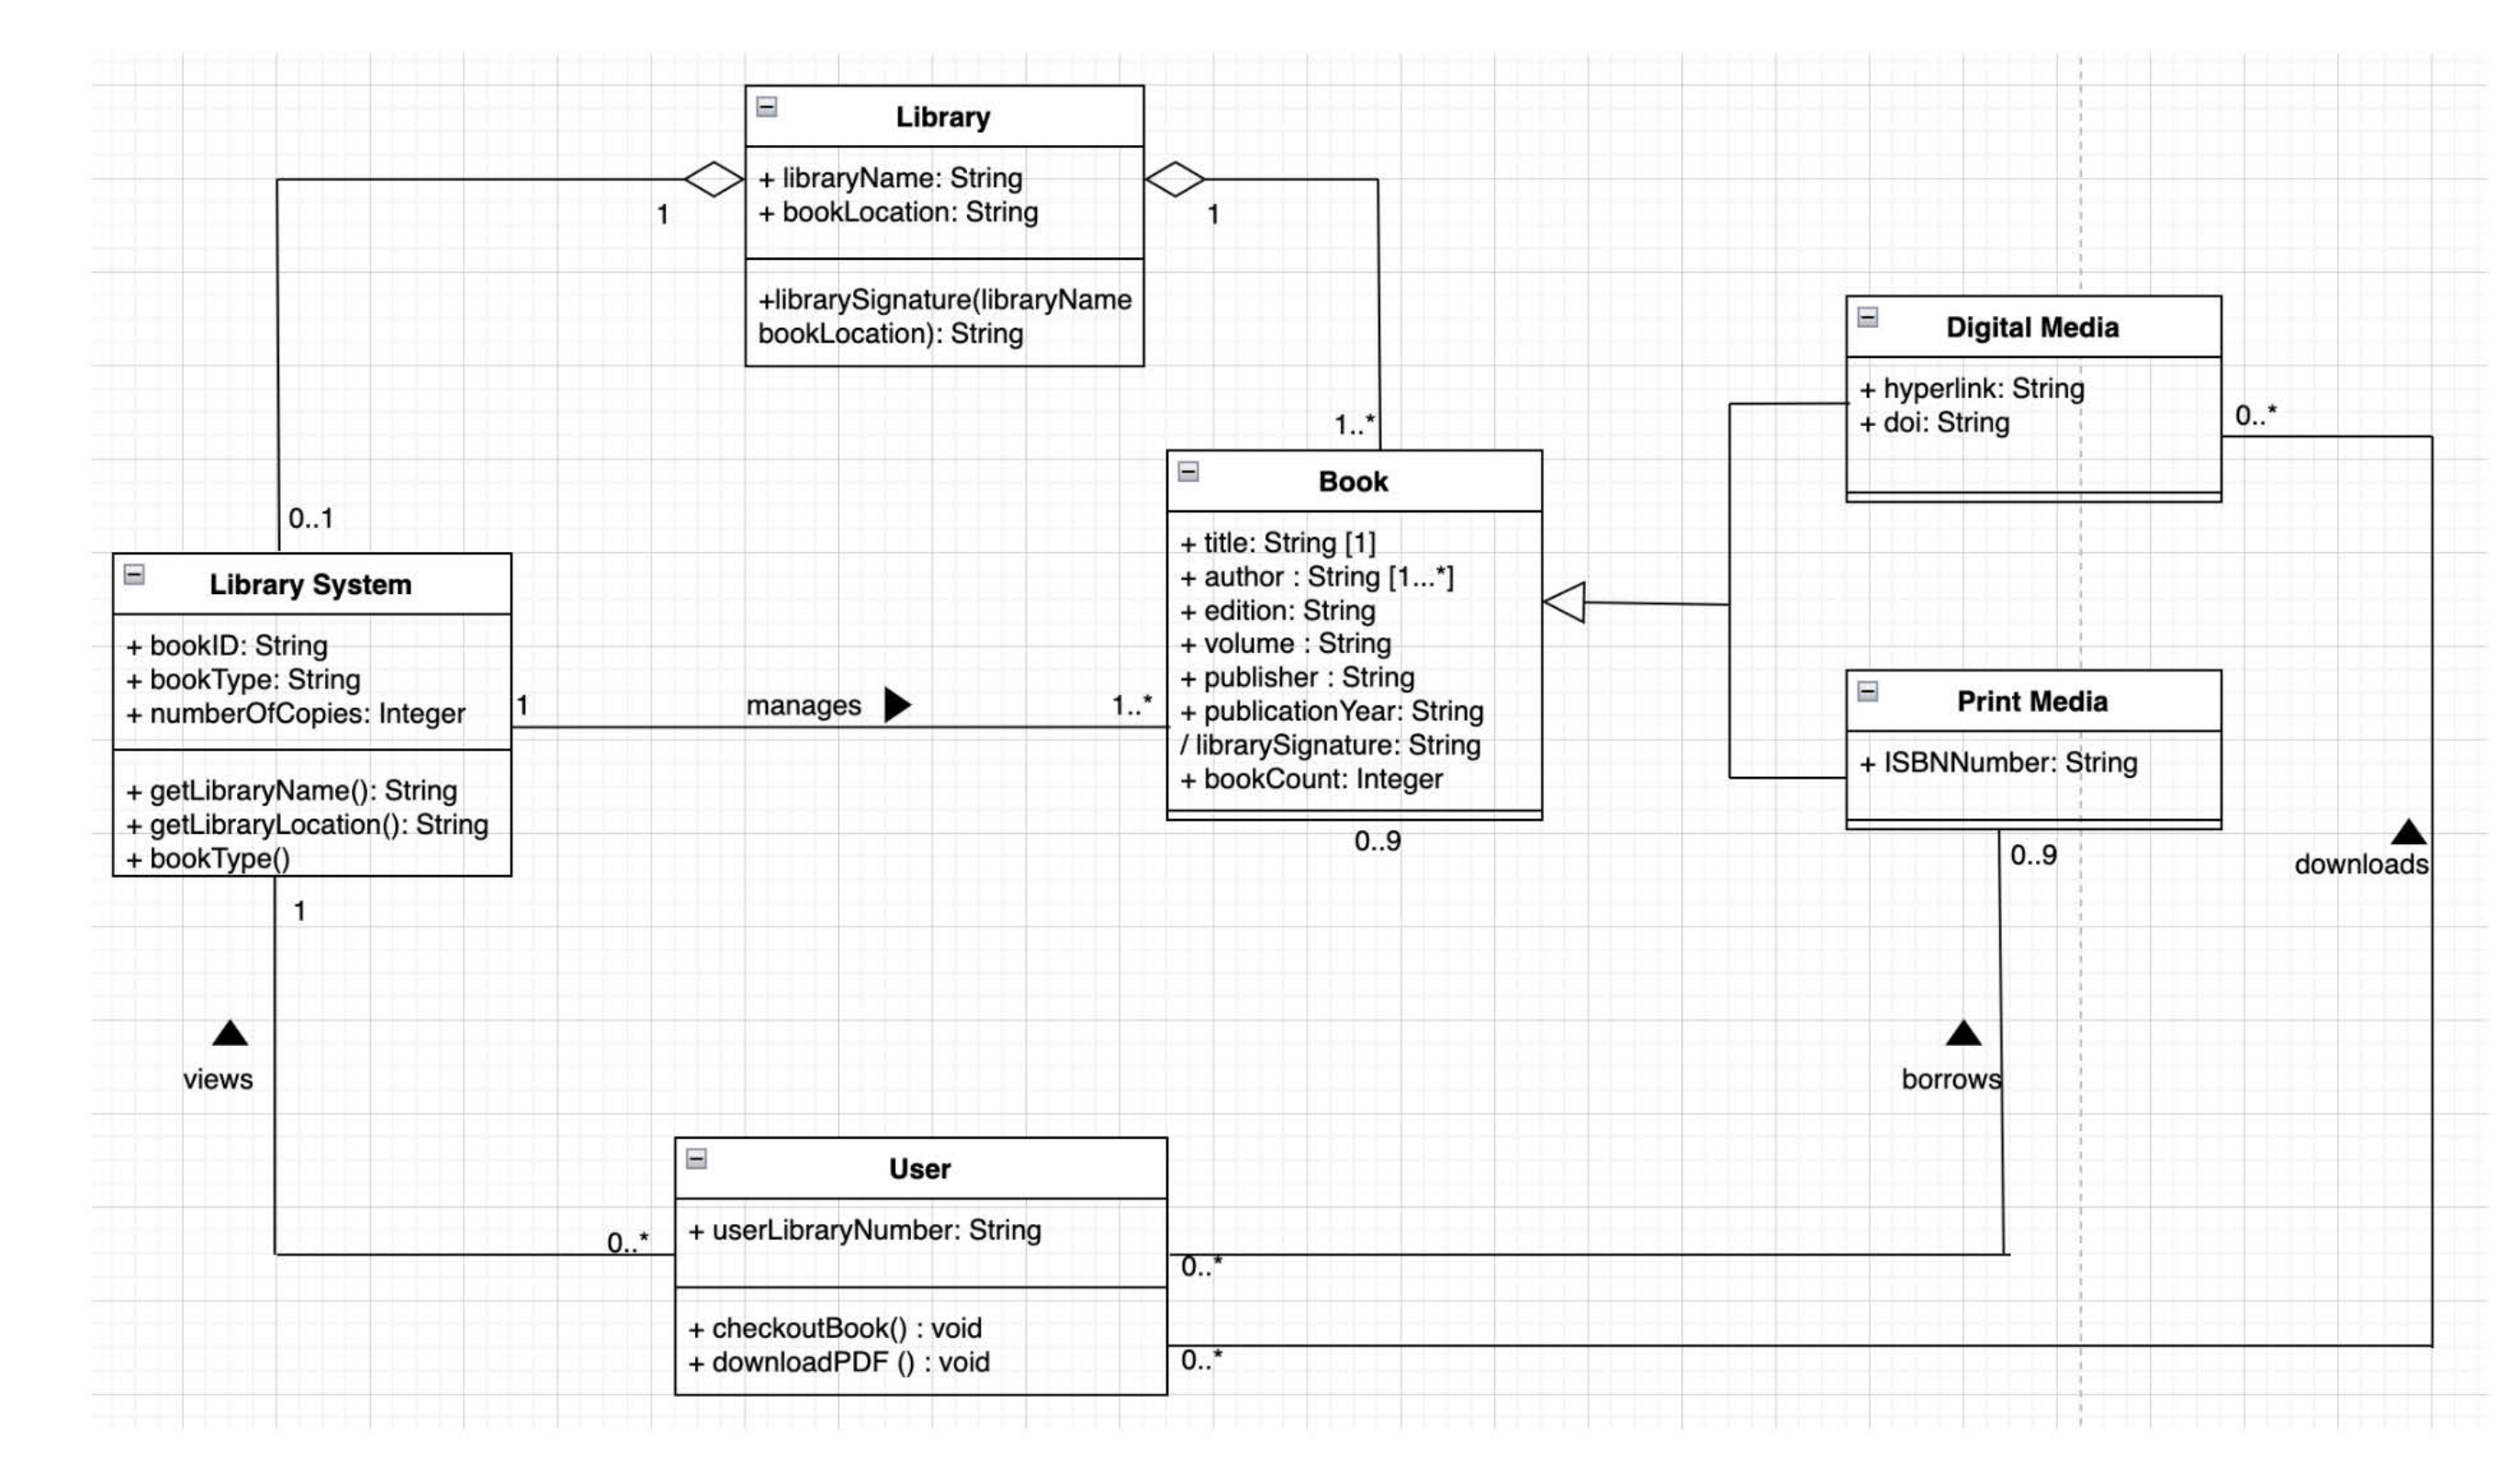 Library
+ libraryName: String
+ bookLocation: String
+librarySignature(libraryName
bookLocation): String
1
1
1..*
0..1
Digital Media
+ hyperlink: String
+ doi: String
0..*
Book
+ title: String [1]
+ author : String [1...*]
+ edition: String
+ volume : String
+ publisher : String
+ publicationYear: String
/ librarySignature: String
+ bookCount: Integer
0..9
Library System
+ bookID: String
+ bookType: String
+ numberOfCopies: Integer
+ getLibraryName(): String
+ getLibraryLocation(): String
+ bookType()
1
manages
1..*
Print Media
+ ISBNNumber: String
0..9
downloads
1
views
borrows
User
+ userLibraryNumber: String
+ checkoutBook() : void
+ downloadPDF () : void
0..*
0..*
0..*